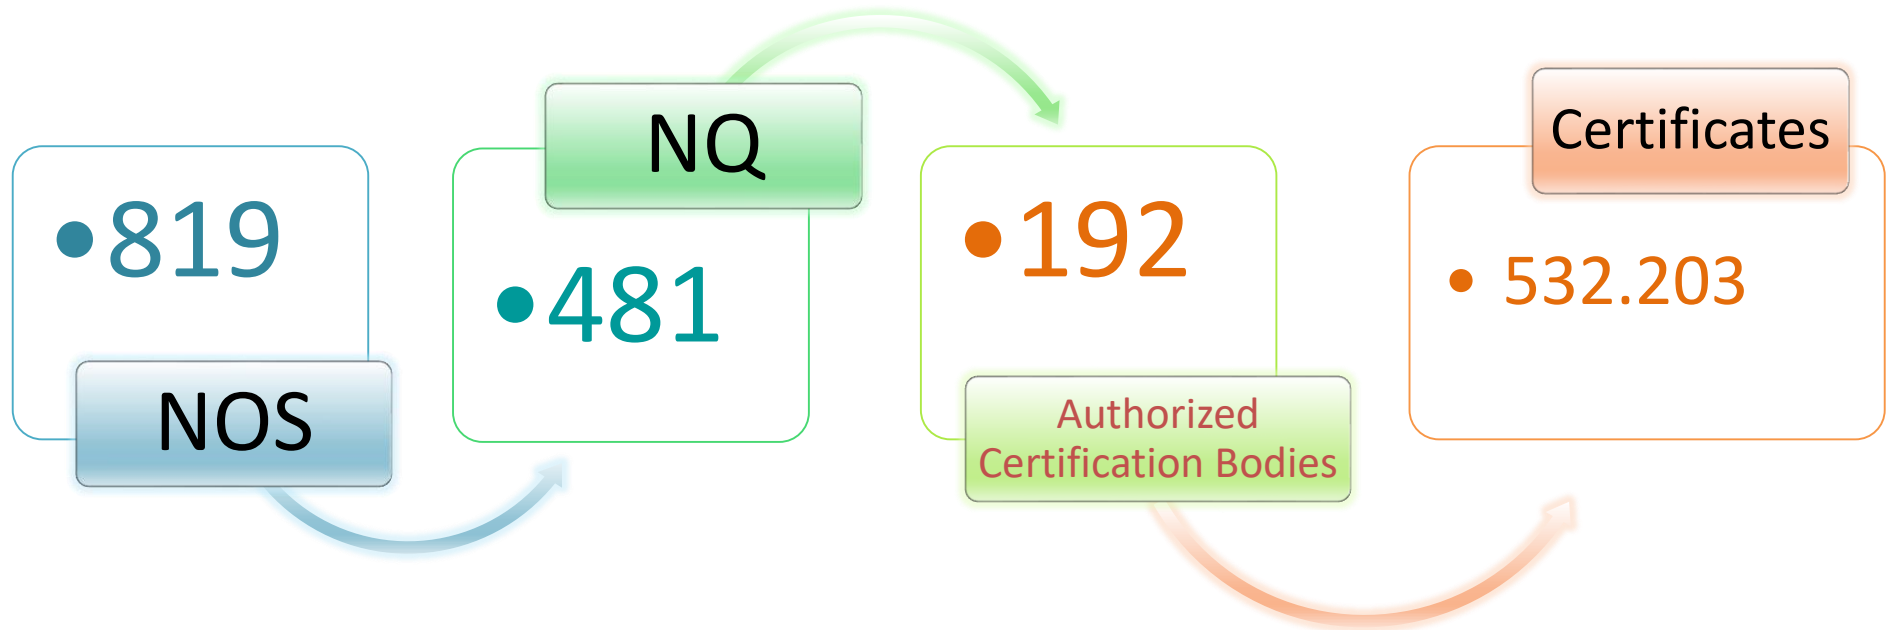 • 819
NOS
NQ
• 481
• 192
Authorized
Certification Bodies
Certificates
• 532.203